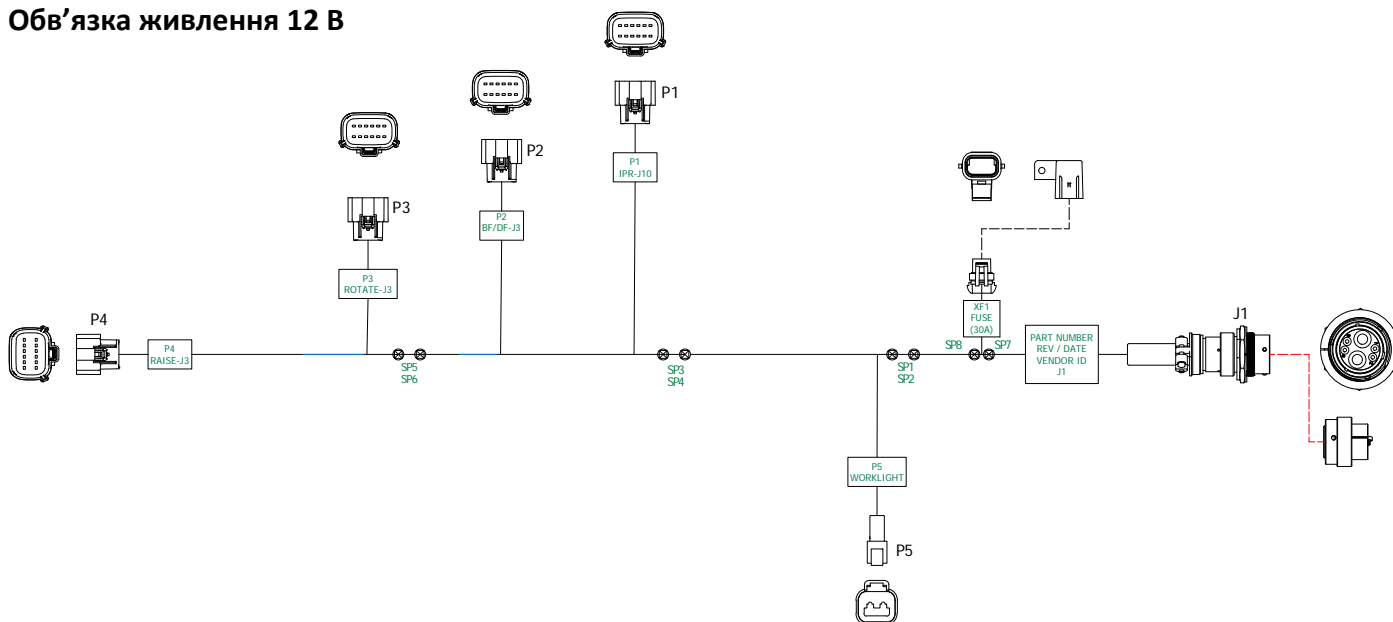 Обв’язка живлення 12 В
P1
P1
IPR-J10
P2
P2
BF/DF-J3
P3
P3
ROTATE-J3
P4
P4
RAISE-J3
SP5
SP6
SP3
SP4
SP1
SP2
XF1
FUSE
(30A)
SP8
SP7
PART NUMBER
REV / DATE
VENDOR ID
J1
J1
P5
WORKLIGHT
P5